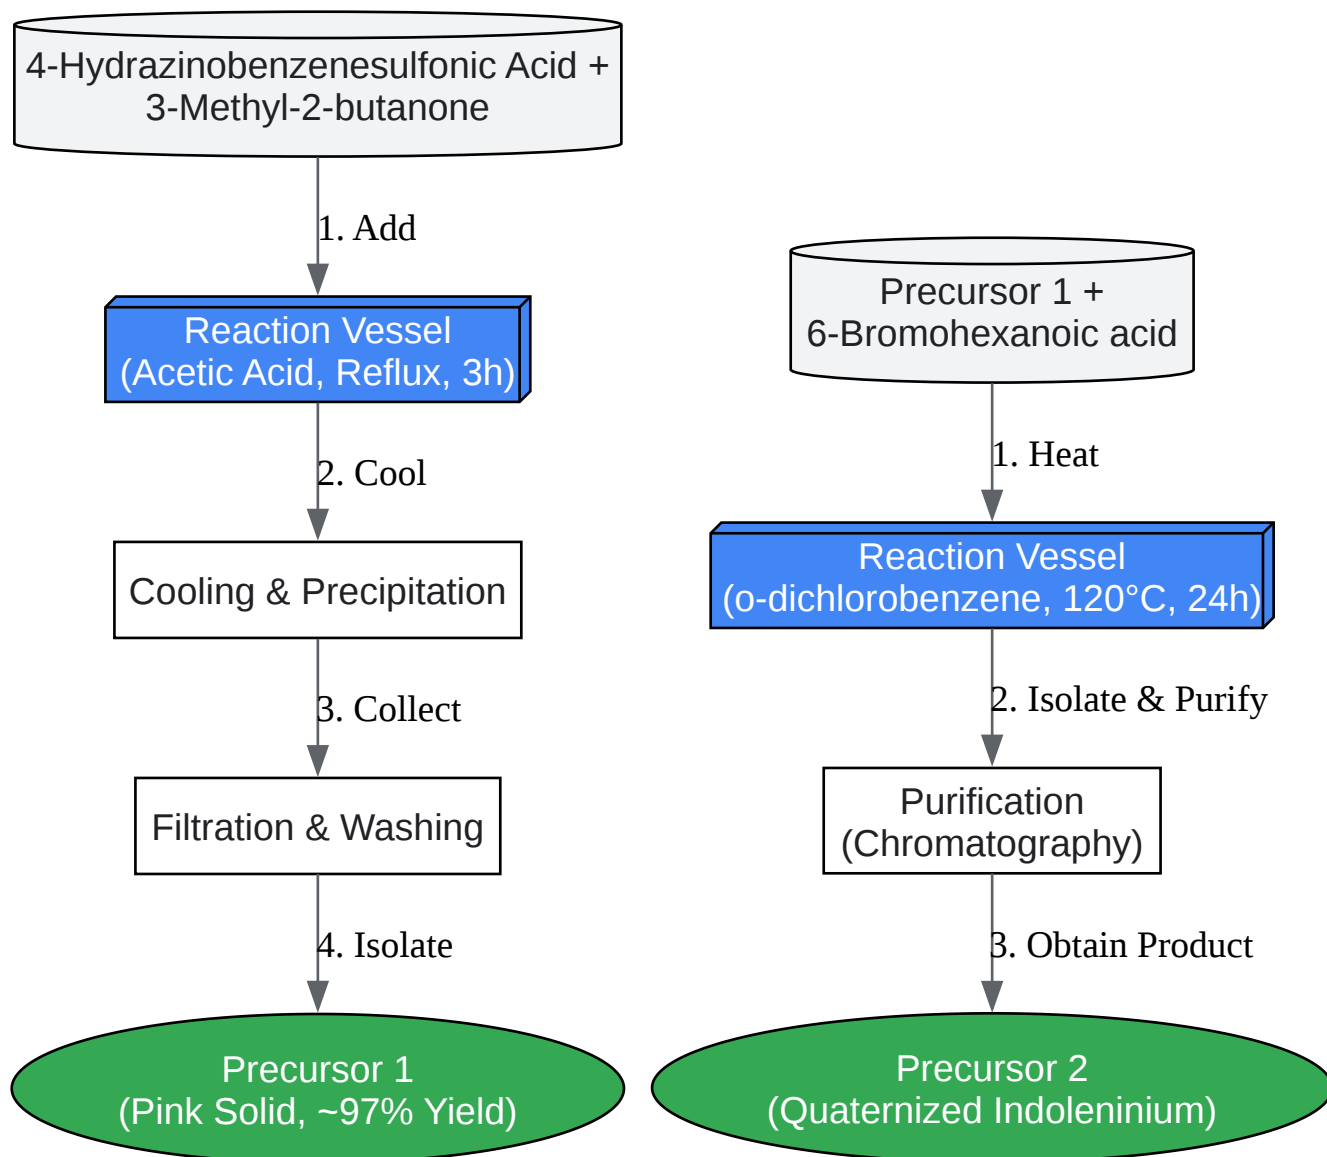 4-Hydrazinobenzenesulfonic Acid +
3-Methyl-2-butanone
1. Add
Reaction Vessel
(Acetic Acid, Reflux, 3h)
2. Cool
Cooling & Precipitation
3. Collect
Filtration & Washing
4. Isolate
Precursor 1
(Pink Solid, ~97% Yield)
Precursor 1 +
6-Bromohexanoic acid
1. Heat
Reaction Vessel
(o-dichlorobenzene, 120°C, 24h)
2. Isolate & Purify
Purification
(Chromatography)
3. Obtain Product
Precursor 2
(Quaternized Indoleninium)